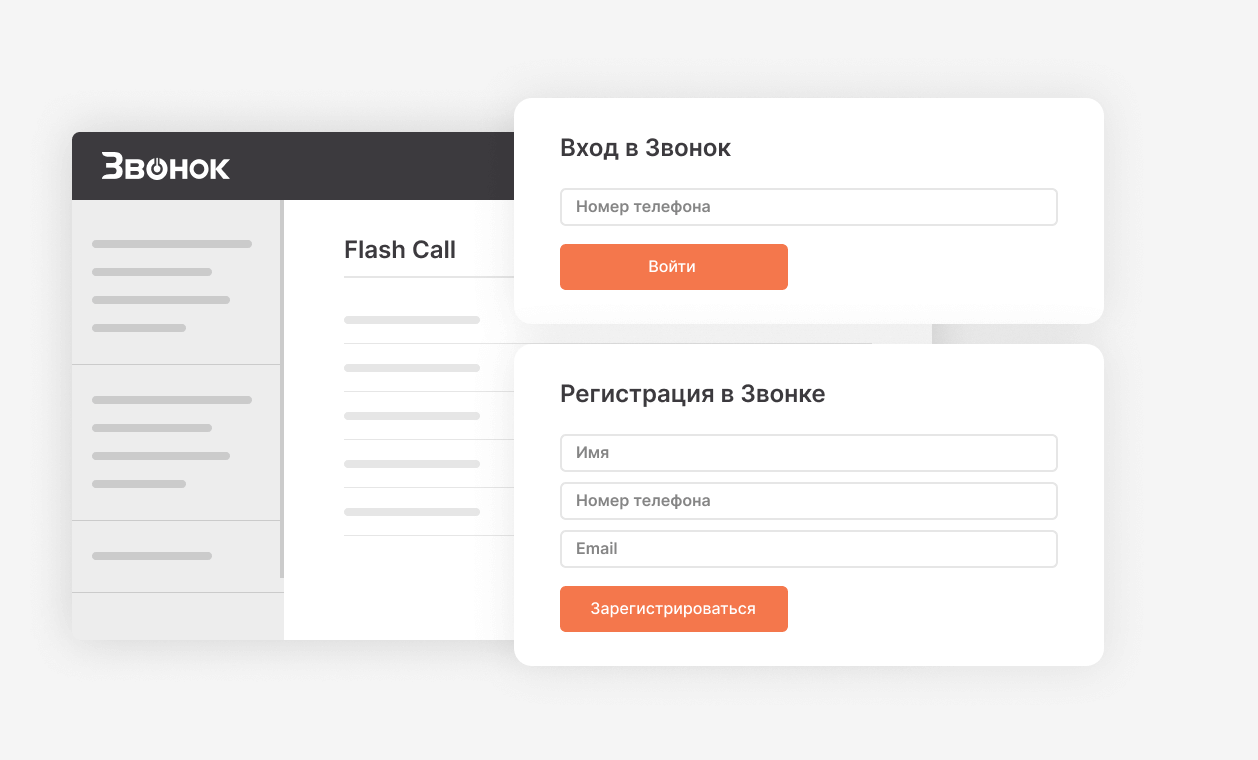 Звонок
Flash Call
Вход в Звонок
Номер телефона
Войти
Регистрация в Звонке
Имя
Номер телефона
Email
Зарегистрироваться